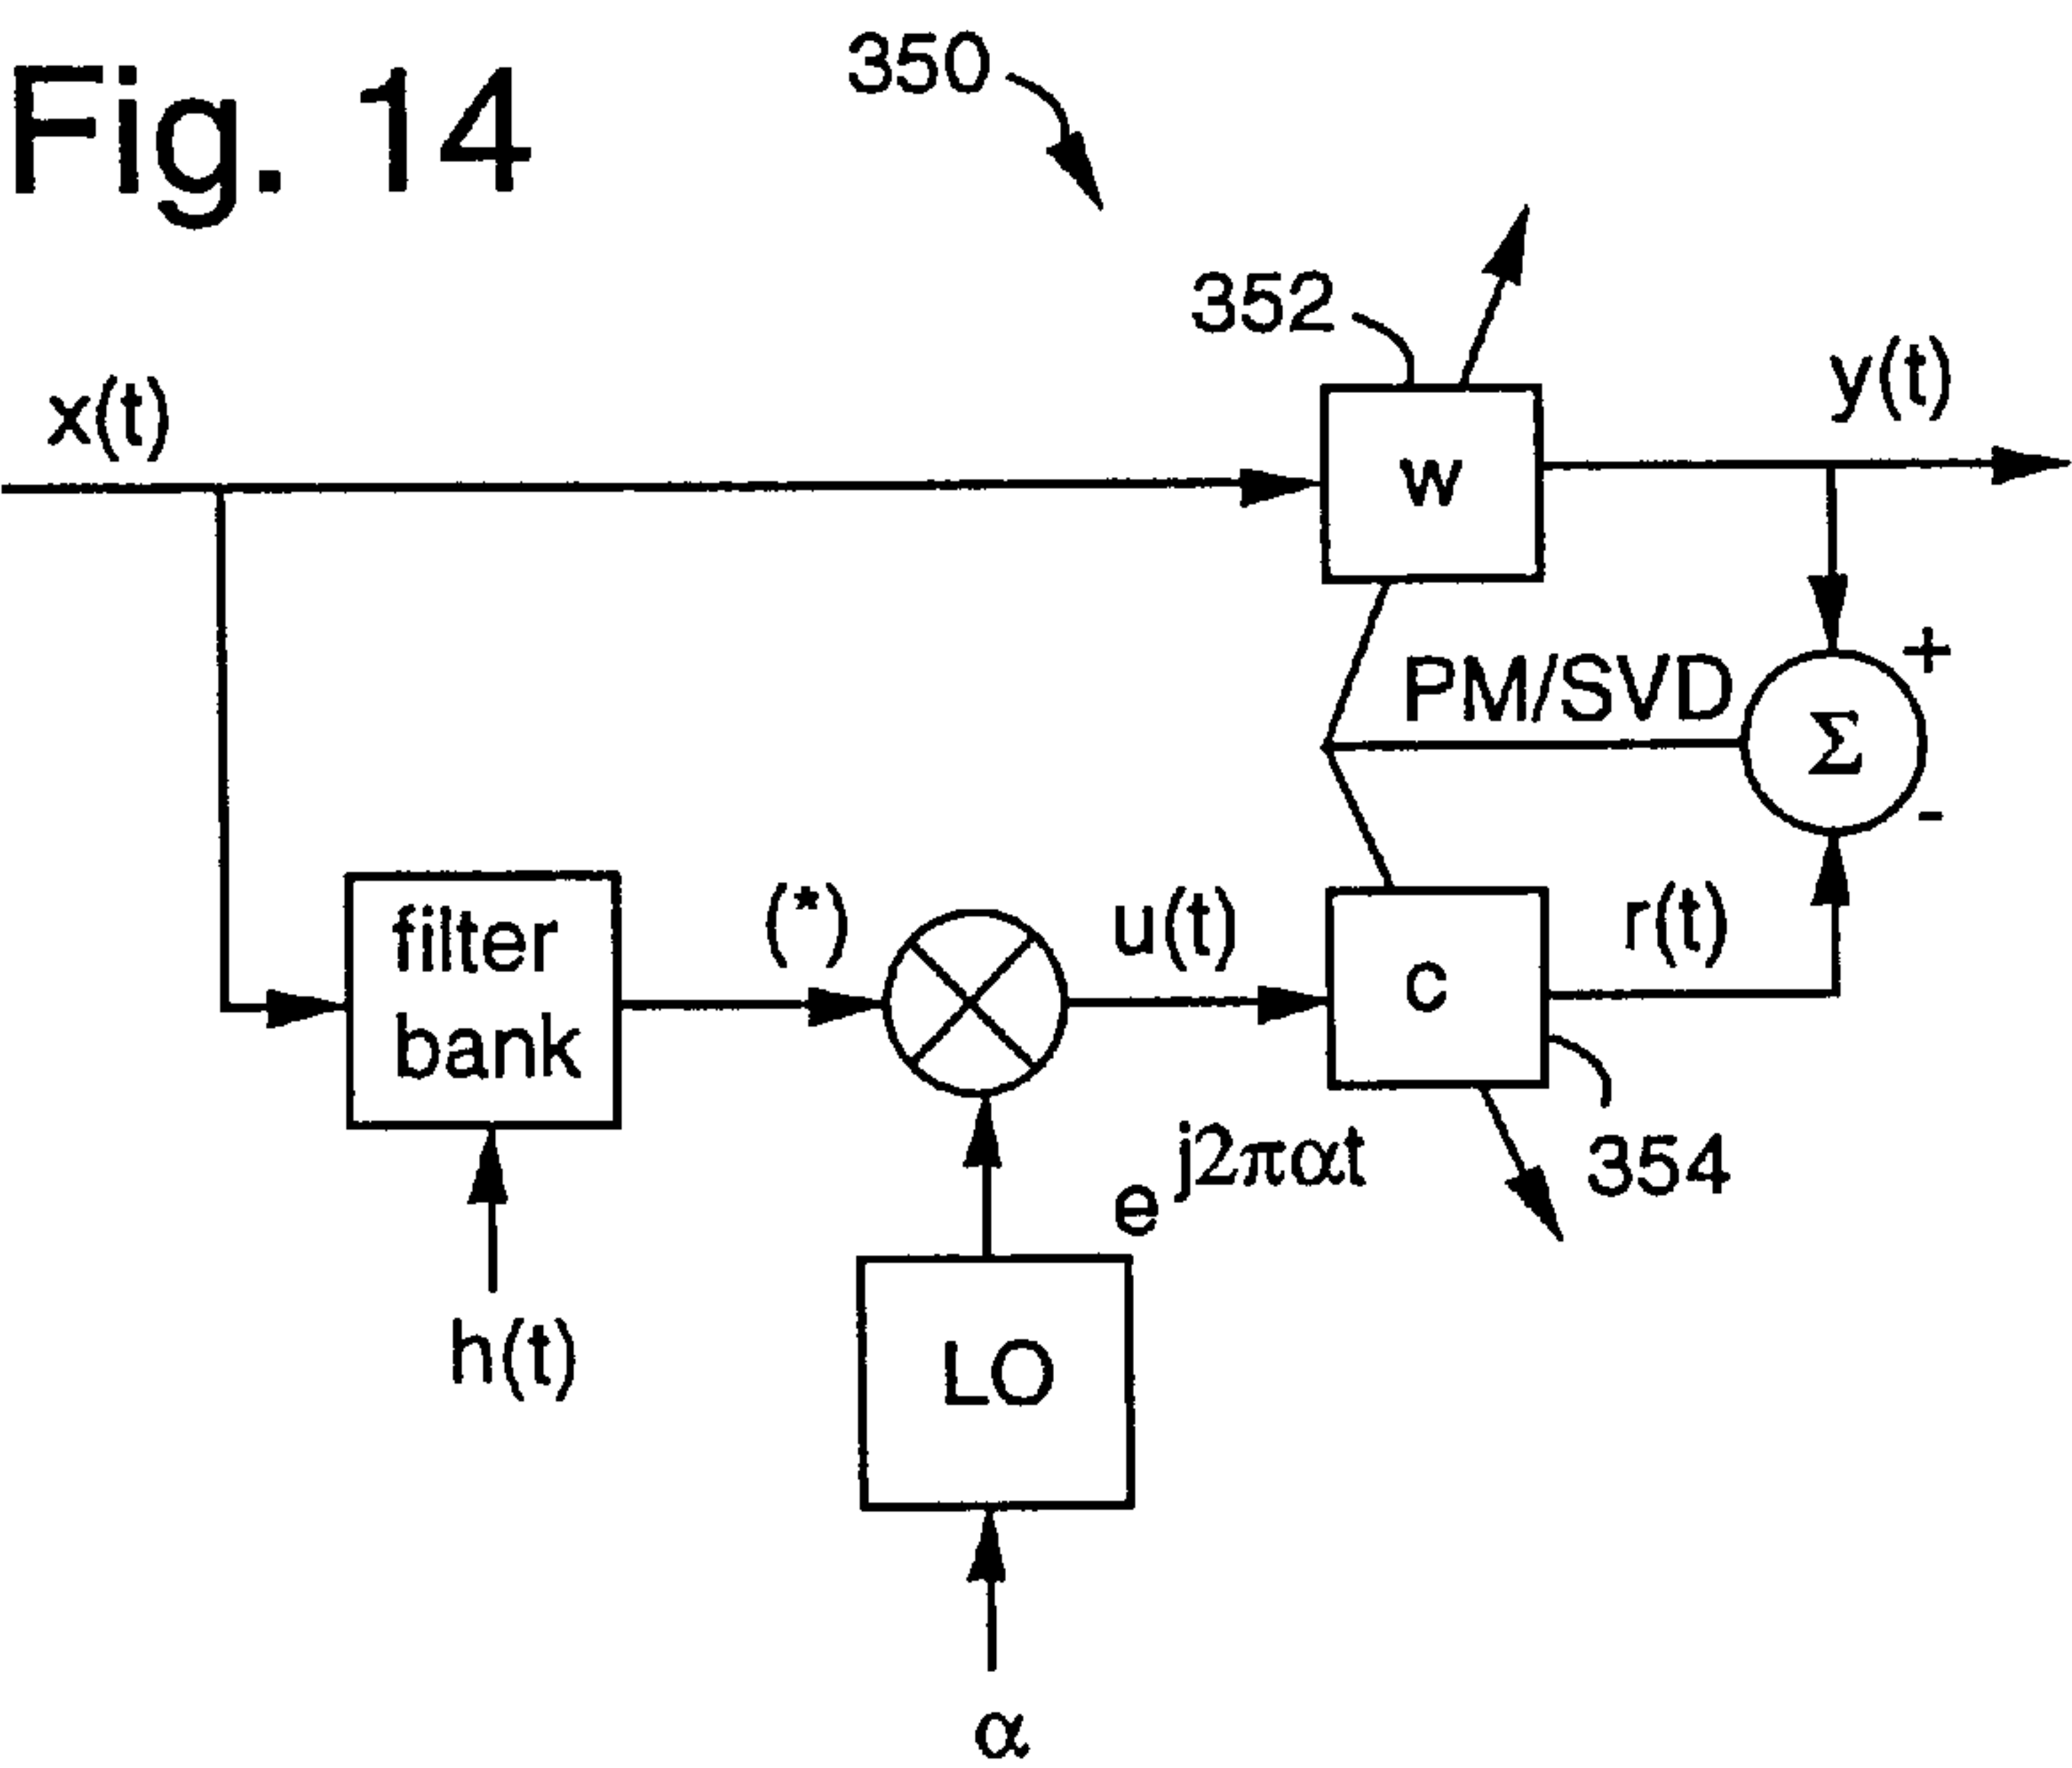 Fig. 14
350
352
x(t)
y(t)
w
PM/SVD
+
Σ
-
filter
bank
(*)
u(t)
c
r(t)
e^{j2παt}
354
h(t)
LO
α